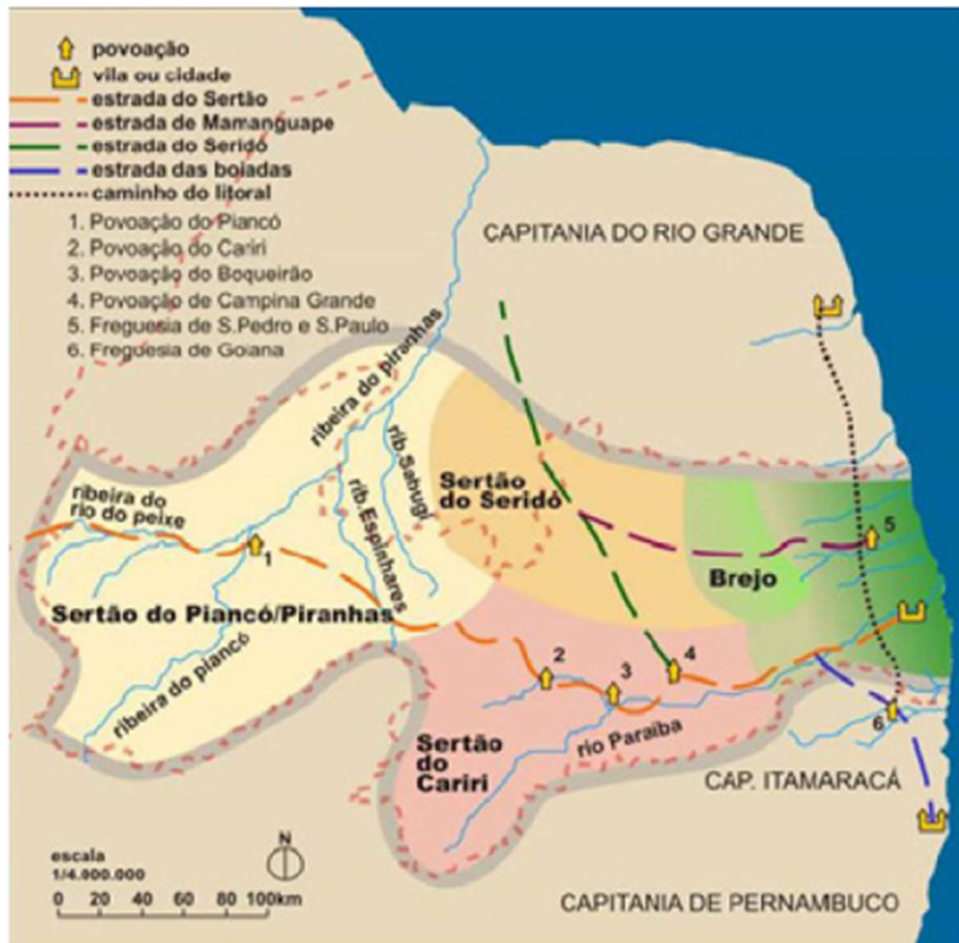 povoação
vila ou cidade
estrada do Sertão
estrada de Mamanguape
estrada do Seridó
estrada das boiadas
caminho do litoral
1. Povoação do Piancó
2. Povoação do Cariri
3. Povoação do Boqueirão
4. Povoação de Campina Grande
5. Freguesia de S.Pedro e S.Paulo
6. Freguesia de Goiana
CAPITANIA DO RIO GRANDE
ribeira do piranhas
rib.Sabugi
rib.Espinhares
ribeira do
rio do peixe
Sertão
do Seridó
5
1
Brejo
Sertão do Piancó/Piranhas
ribeira do piancó
2
3
4
rio Paraíba
6
Sertão
do
Cariri
CAP. ITAMARACÁ
N
escala
1/4.000.000
0 20 40 60 80 100km
CAPITANIA DE PERNAMBUCO